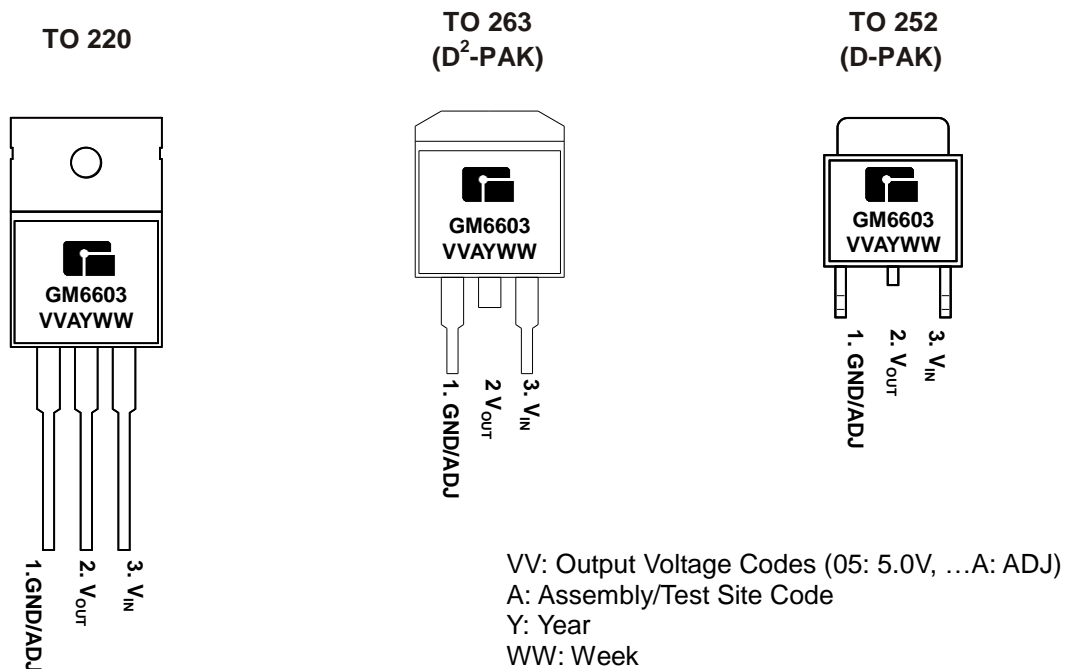 TO 220
TO 263
(D²-PAK)
TO 252
(D-PAK)
GM6603
VVAYWW
1.GND/ADJ
2. VOUT
3. VIN
GM6603
VVAYWW
1. GND/ADJ
2 VOUT
3. VIN
GM6603
VVAYWW
1. GND/ADJ
2. VOUT
3. VIN
VV: Output Voltage Codes (05: 5.0V, …A: ADJ)
A: Assembly/Test Site Code
Y: Year
WW: Week